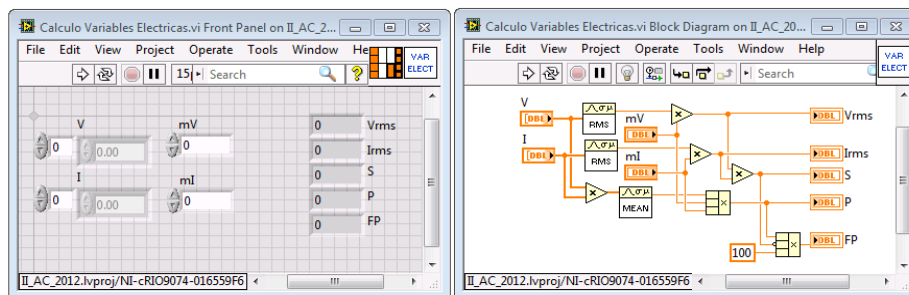 Calculo Variables Electricas.vi Front Panel on II_AC_2...
File Edit View Project Operate Tools Window He
15 Search
VAR ELECT
V
0 0.00
mV
0
I
0 0.00
mI
0
0 Vrms
0 Irms
0 S
0 P
0 FP
II_AC_2012.lvproj/NI-cRIO9074-016559F6
Calculo Variables Electricas.vi Block Diagram on II_AC_20...
File Edit View Project Operate Tools Window Help
Search
VAR ELECT
V
[DBL]
RMS
mV
DBL
DBL Vrms
I
[DBL]
RMS
mI
DBL
DBL Irms
DBL S
MEAN
DBL P
100
DBL FP
II_AC_2012.lvproj/NI-cRIO9074-016559F6